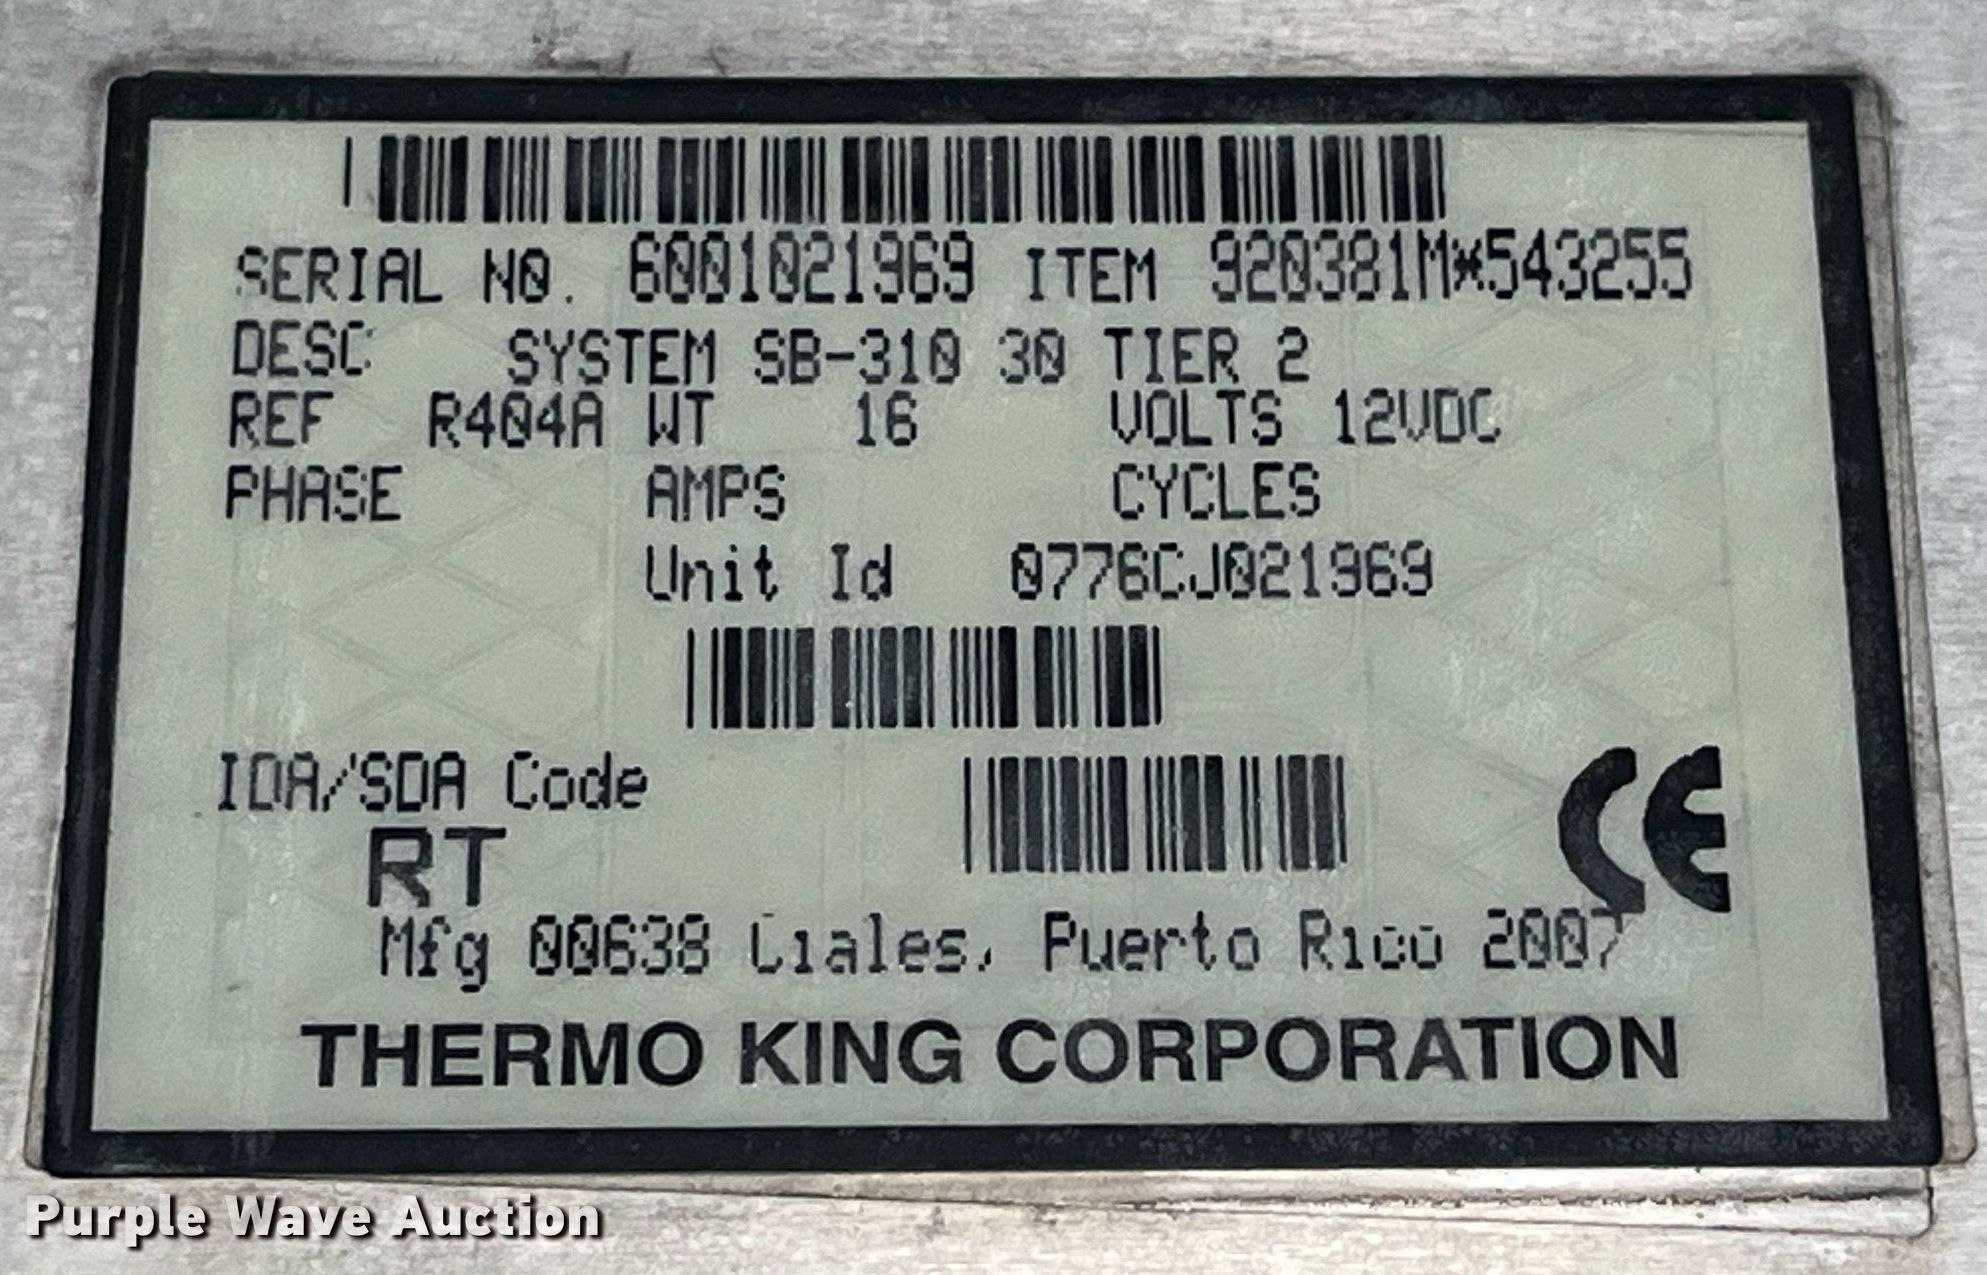 SERIAL NO. 6001021969 ITEM 920381M*543255
DESC SYSTEM SB-310 30 TIER 2
REF R404A WT 16 VOLTS 12VDC
PHASE AMPS CYCLES
Unit Id 0776CJ021969
IDA/SDA Code
RT
CE
Mfg 00638 Ciales, Puerto Rico 2007
THERMO KING CORPORATION
Purple Wave Auction